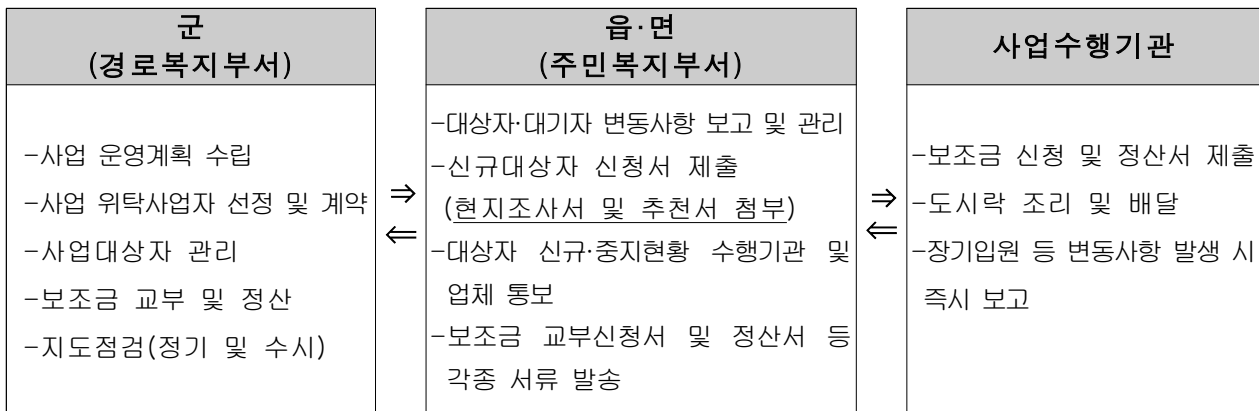 군
(경로복지부서)
-사업 운영계획 수립
-사업 위탁사업자 선정 및 계약
-사업대상자 관리
-보조금 교부 및 정산
-지도점검(정기 및 수시)
⇒
⇐
읍·면
(주민복지부서)
-대상자·대기자 변동사항 보고 및 관리
-신규대상자 신청서 제출
(현지조사서 및 추천서 첨부)
-대상자 신규·중지현황 수행기관 및
업체 통보
-보조금 교부신청서 및 정산서 등
각종 서류 발송
⇒
⇐
사업수행기관
-보조금 신청 및 정산서 제출
-도시락 조리 및 배달
-장기입원 등 변동사항 발생 시
즉시 보고